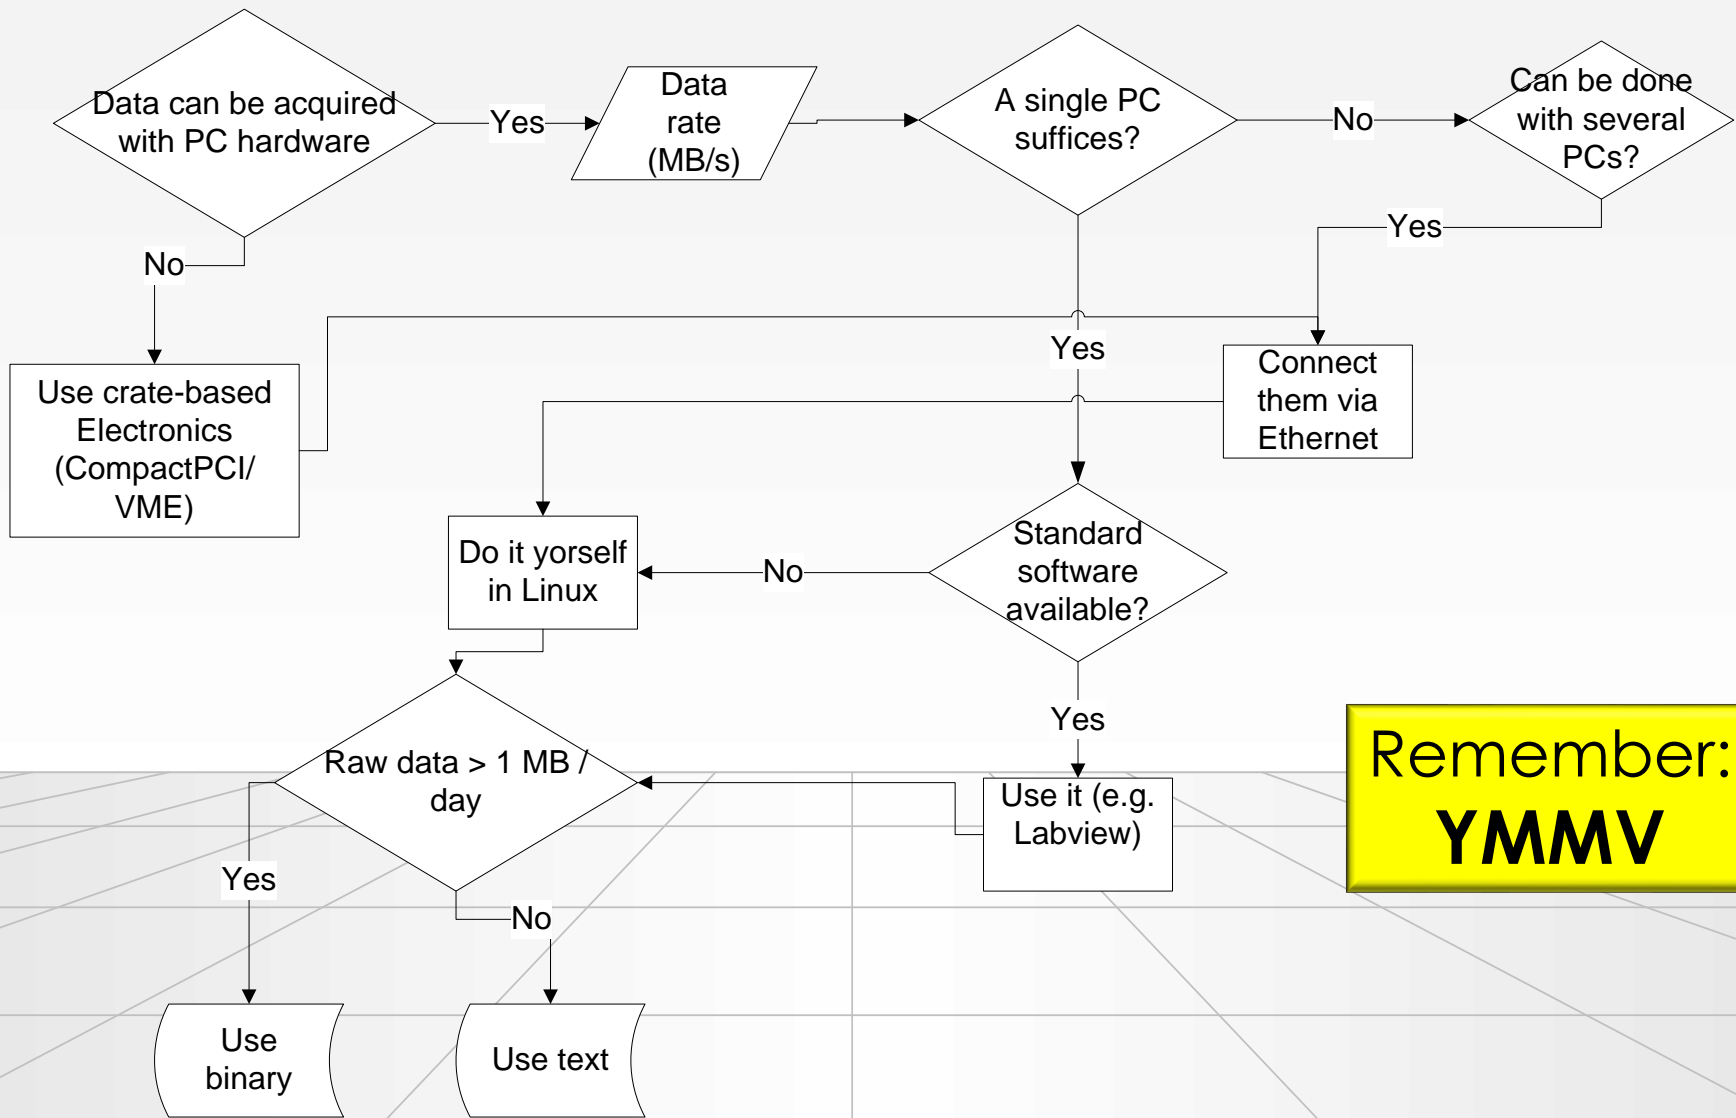 Data can be acquired
with PC hardware
Yes
Data
rate
(MB/s)
A single PC
suffices?
No
Can be done
with several
PCs?
Yes
No
Use crate-based
Electronics
(CompactPCI/
VME)
Yes
Connect
them via
Ethernet
Do it yorself
in Linux
No
Standard
software
available?
Yes
Raw data > 1 MB /
day
Use it (e.g.
Labview)
Remember:
YMMV
Yes
No
Use
binary
Use text